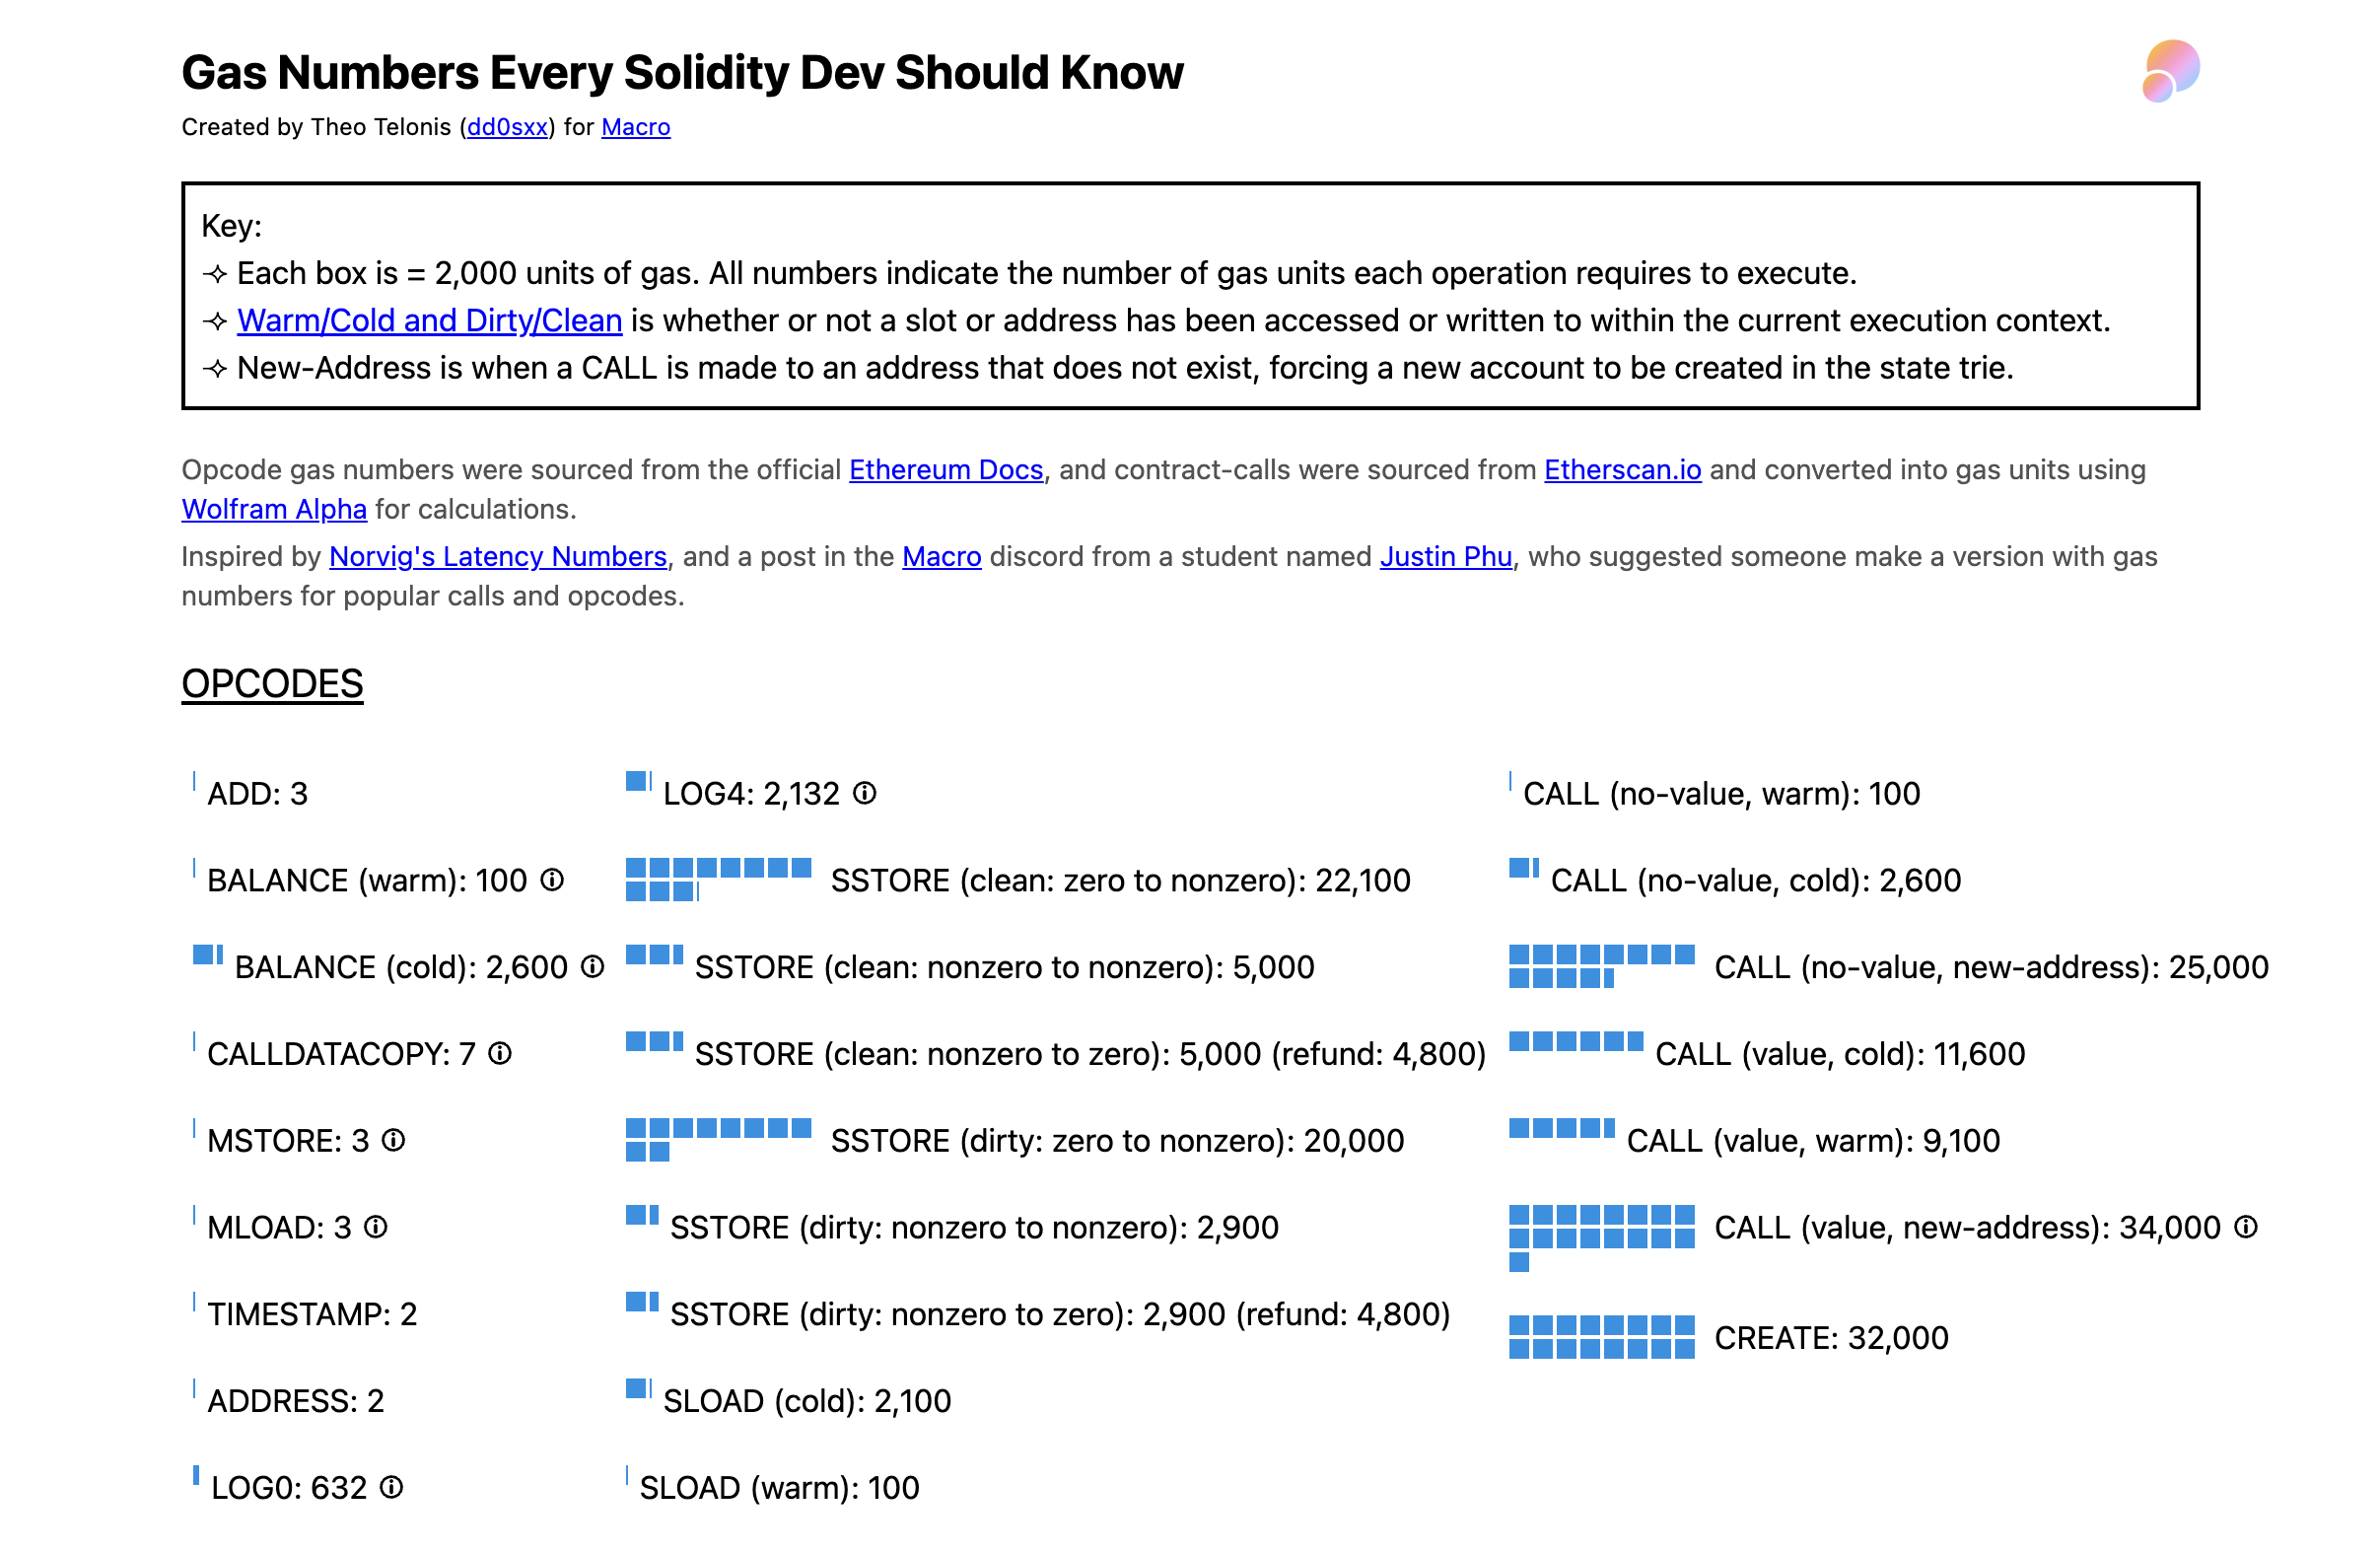 Gas Numbers Every Solidity Dev Should Know
Created by Theo Telonis (dd0sxx) for Macro
Key:
⟢ Each box is = 2,000 units of gas. All numbers indicate the number of gas units each operation requires to execute.
⟢ Warm/Cold and Dirty/Clean is whether or not a slot or address has been accessed or written to within the current execution context.
⟢ New-Address is when a CALL is made to an address that does not exist, forcing a new account to be created in the state trie.
Opcode gas numbers were sourced from the official Ethereum Docs, and contract-calls were sourced from Etherscan.io and converted into gas units using
Wolfram Alpha for calculations.
Inspired by Norvig's Latency Numbers, and a post in the Macro discord from a student named Justin Phu, who suggested someone make a version with gas
numbers for popular calls and opcodes.
OPCODES
ADD: 3
BALANCE (warm): 100 ⓘ
BALANCE (cold): 2,600 ⓘ
CALLDATACOPY: 7 ⓘ
MSTORE: 3 ⓘ
MLOAD: 3 ⓘ
TIMESTAMP: 2
ADDRESS: 2
LOG0: 632 ⓘ
LOG4: 2,132 ⓘ
SSTORE (clean: zero to nonzero): 22,100
SSTORE (clean: nonzero to nonzero): 5,000
SSTORE (clean: nonzero to zero): 5,000 (refund: 4,800)
SSTORE (dirty: zero to nonzero): 20,000
SSTORE (dirty: nonzero to nonzero): 2,900
SSTORE (dirty: nonzero to zero): 2,900 (refund: 4,800)
SLOAD (cold): 2,100
SLOAD (warm): 100
CALL (no-value, warm): 100
CALL (no-value, cold): 2,600
CALL (no-value, new-address): 25,000
CALL (value, cold): 11,600
CALL (value, warm): 9,100
CALL (value, new-address): 34,000 ⓘ
CREATE: 32,000